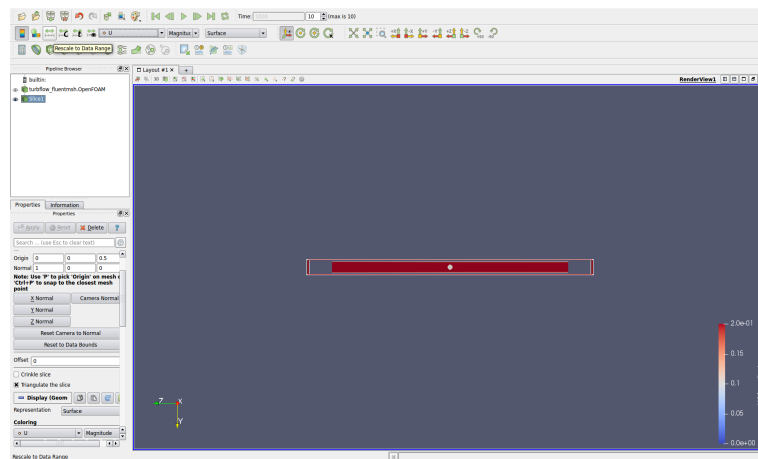 Time: 1010 10 (max is 10)
U Magnitud Surface
Rescale to Data Range
Pipeline Browser
Layout #1 X +
builtin:
turbflow_fluentmsh.OpenFOAM
Slice1
3D
RenderView1
Properties Information
Properties
Apply Reset Delete ?
Search ... (use Esc to clear text)
Origin 0 0 0.5
Normal 1 0 0
Note: Use 'P' to pick 'Origin' on mesh o
'Ctrl+P' to snap to the closest mesh
point
X Normal Camera Normal
Y Normal
Z Normal
Reset Camera to Normal
Reset to Data Bounds
Offset 0
Crinkle slice
Triangulate the slice
Display (Geom
Representation Surface
Coloring
U Magnitude
Rescale to Data Range
Z X
Y
2.0e-01
0.15
0.1
0.05
0.0e+00